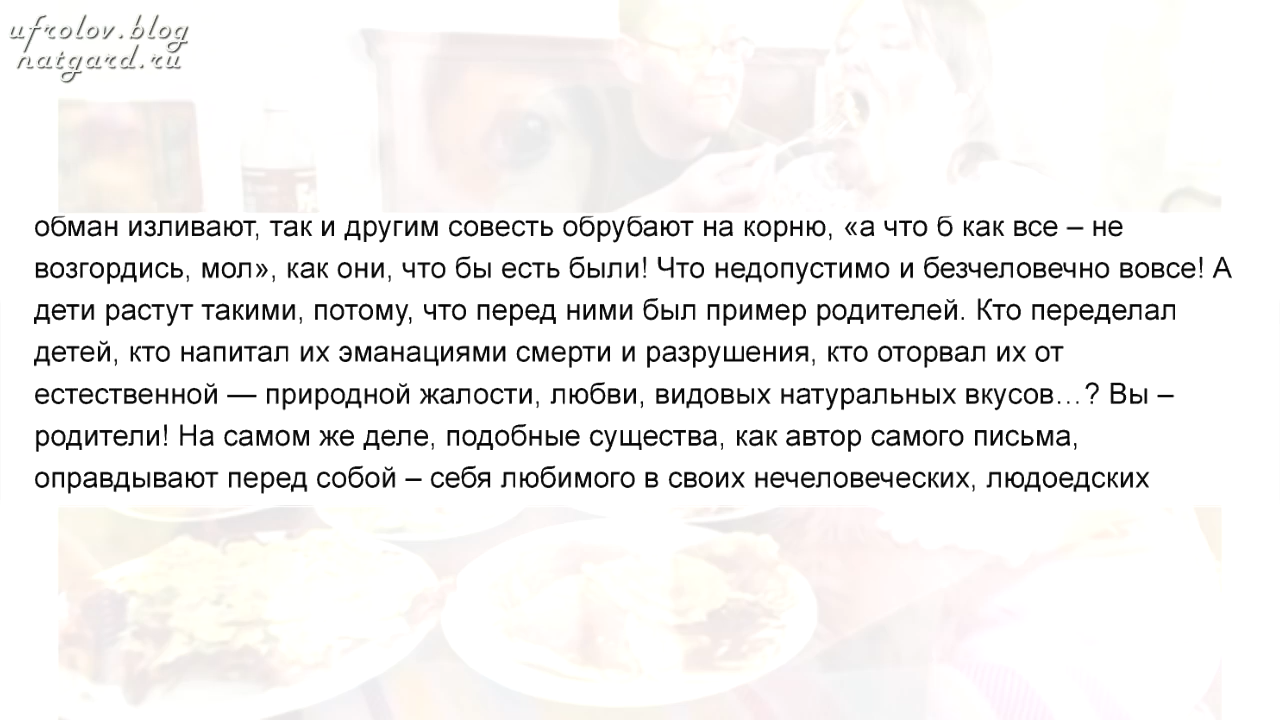 ufrolov.blog
natgard.ru
обман изливают, так и другим совесть обрубают на корню, «а что б как все – не
возгордись, мол», как они, что бы есть были! Что недопустимо и безчеловечно вовсе! А
дети растут такими, потому, что перед ними был пример родителей. Кто переделал
детей, кто напитал их эманациями смерти и разрушения, кто оторвал их от
естественной — природной жалости, любви, видовых натуральных вкусов…? Вы –
родители! На самом же деле, подобные существа, как автор самого письма,
оправдывают перед собой – себя любимого в своих нечеловеческих, людоедских